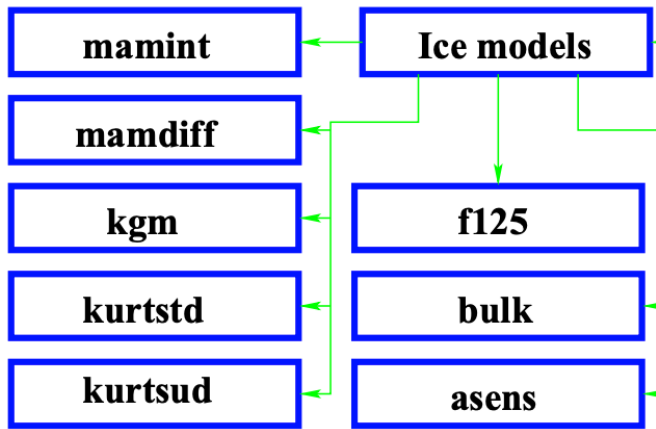 mamint
Ice models
mamdiff
kgm
f125
kurtstd
bulk
kurtsud
asens